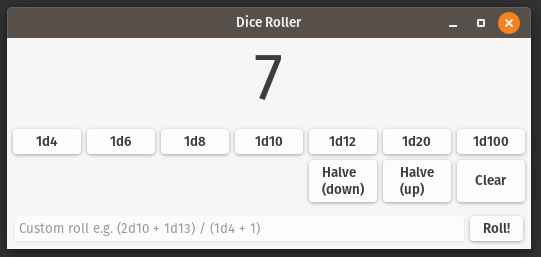 Dice Roller
7
1d4 1d6 1d8 1d10 1d12 1d20 1d100
Halve (down) Halve (up) Clear
Custom roll e.g. (2d10 + 1d13) / (1d4 + 1) Roll!